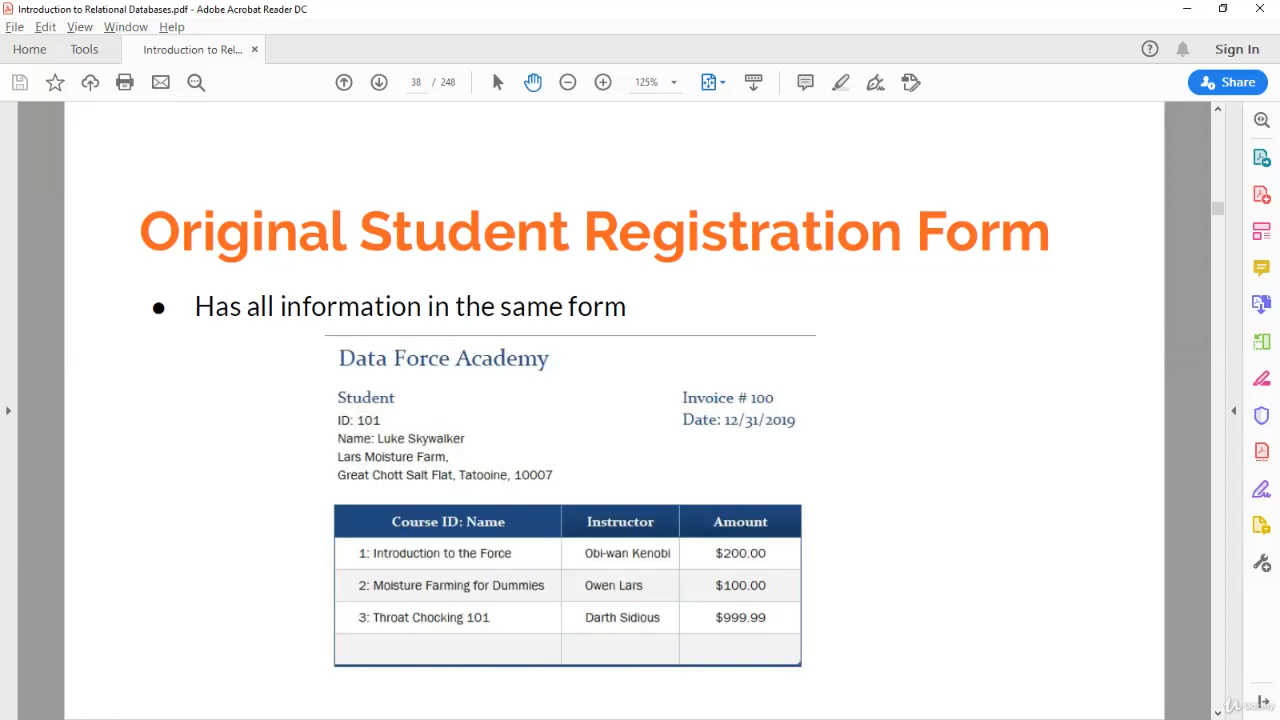 Introduction to Relational Databases.pdf - Adobe Acrobat Reader DC
File Edit View Window Help
Home Tools Introduction to Rel... × Sign In
38 / 248 125% Share
Original Student Registration Form
● Has all information in the same form
Data Force Academy
Student Invoice # 100
ID: 101 Date: 12/31/2019
Name: Luke Skywalker
Lars Moisture Farm,
Great Chott Salt Flat, Tatooine, 10007
Course ID: Name Instructor Amount
1: Introduction to the Force Obi-wan Kenobi $200.00
2: Moisture Farming for Dummies Owen Lars $100.00
3: Throat Chocking 101 Darth Sidious $999.99
Udemy